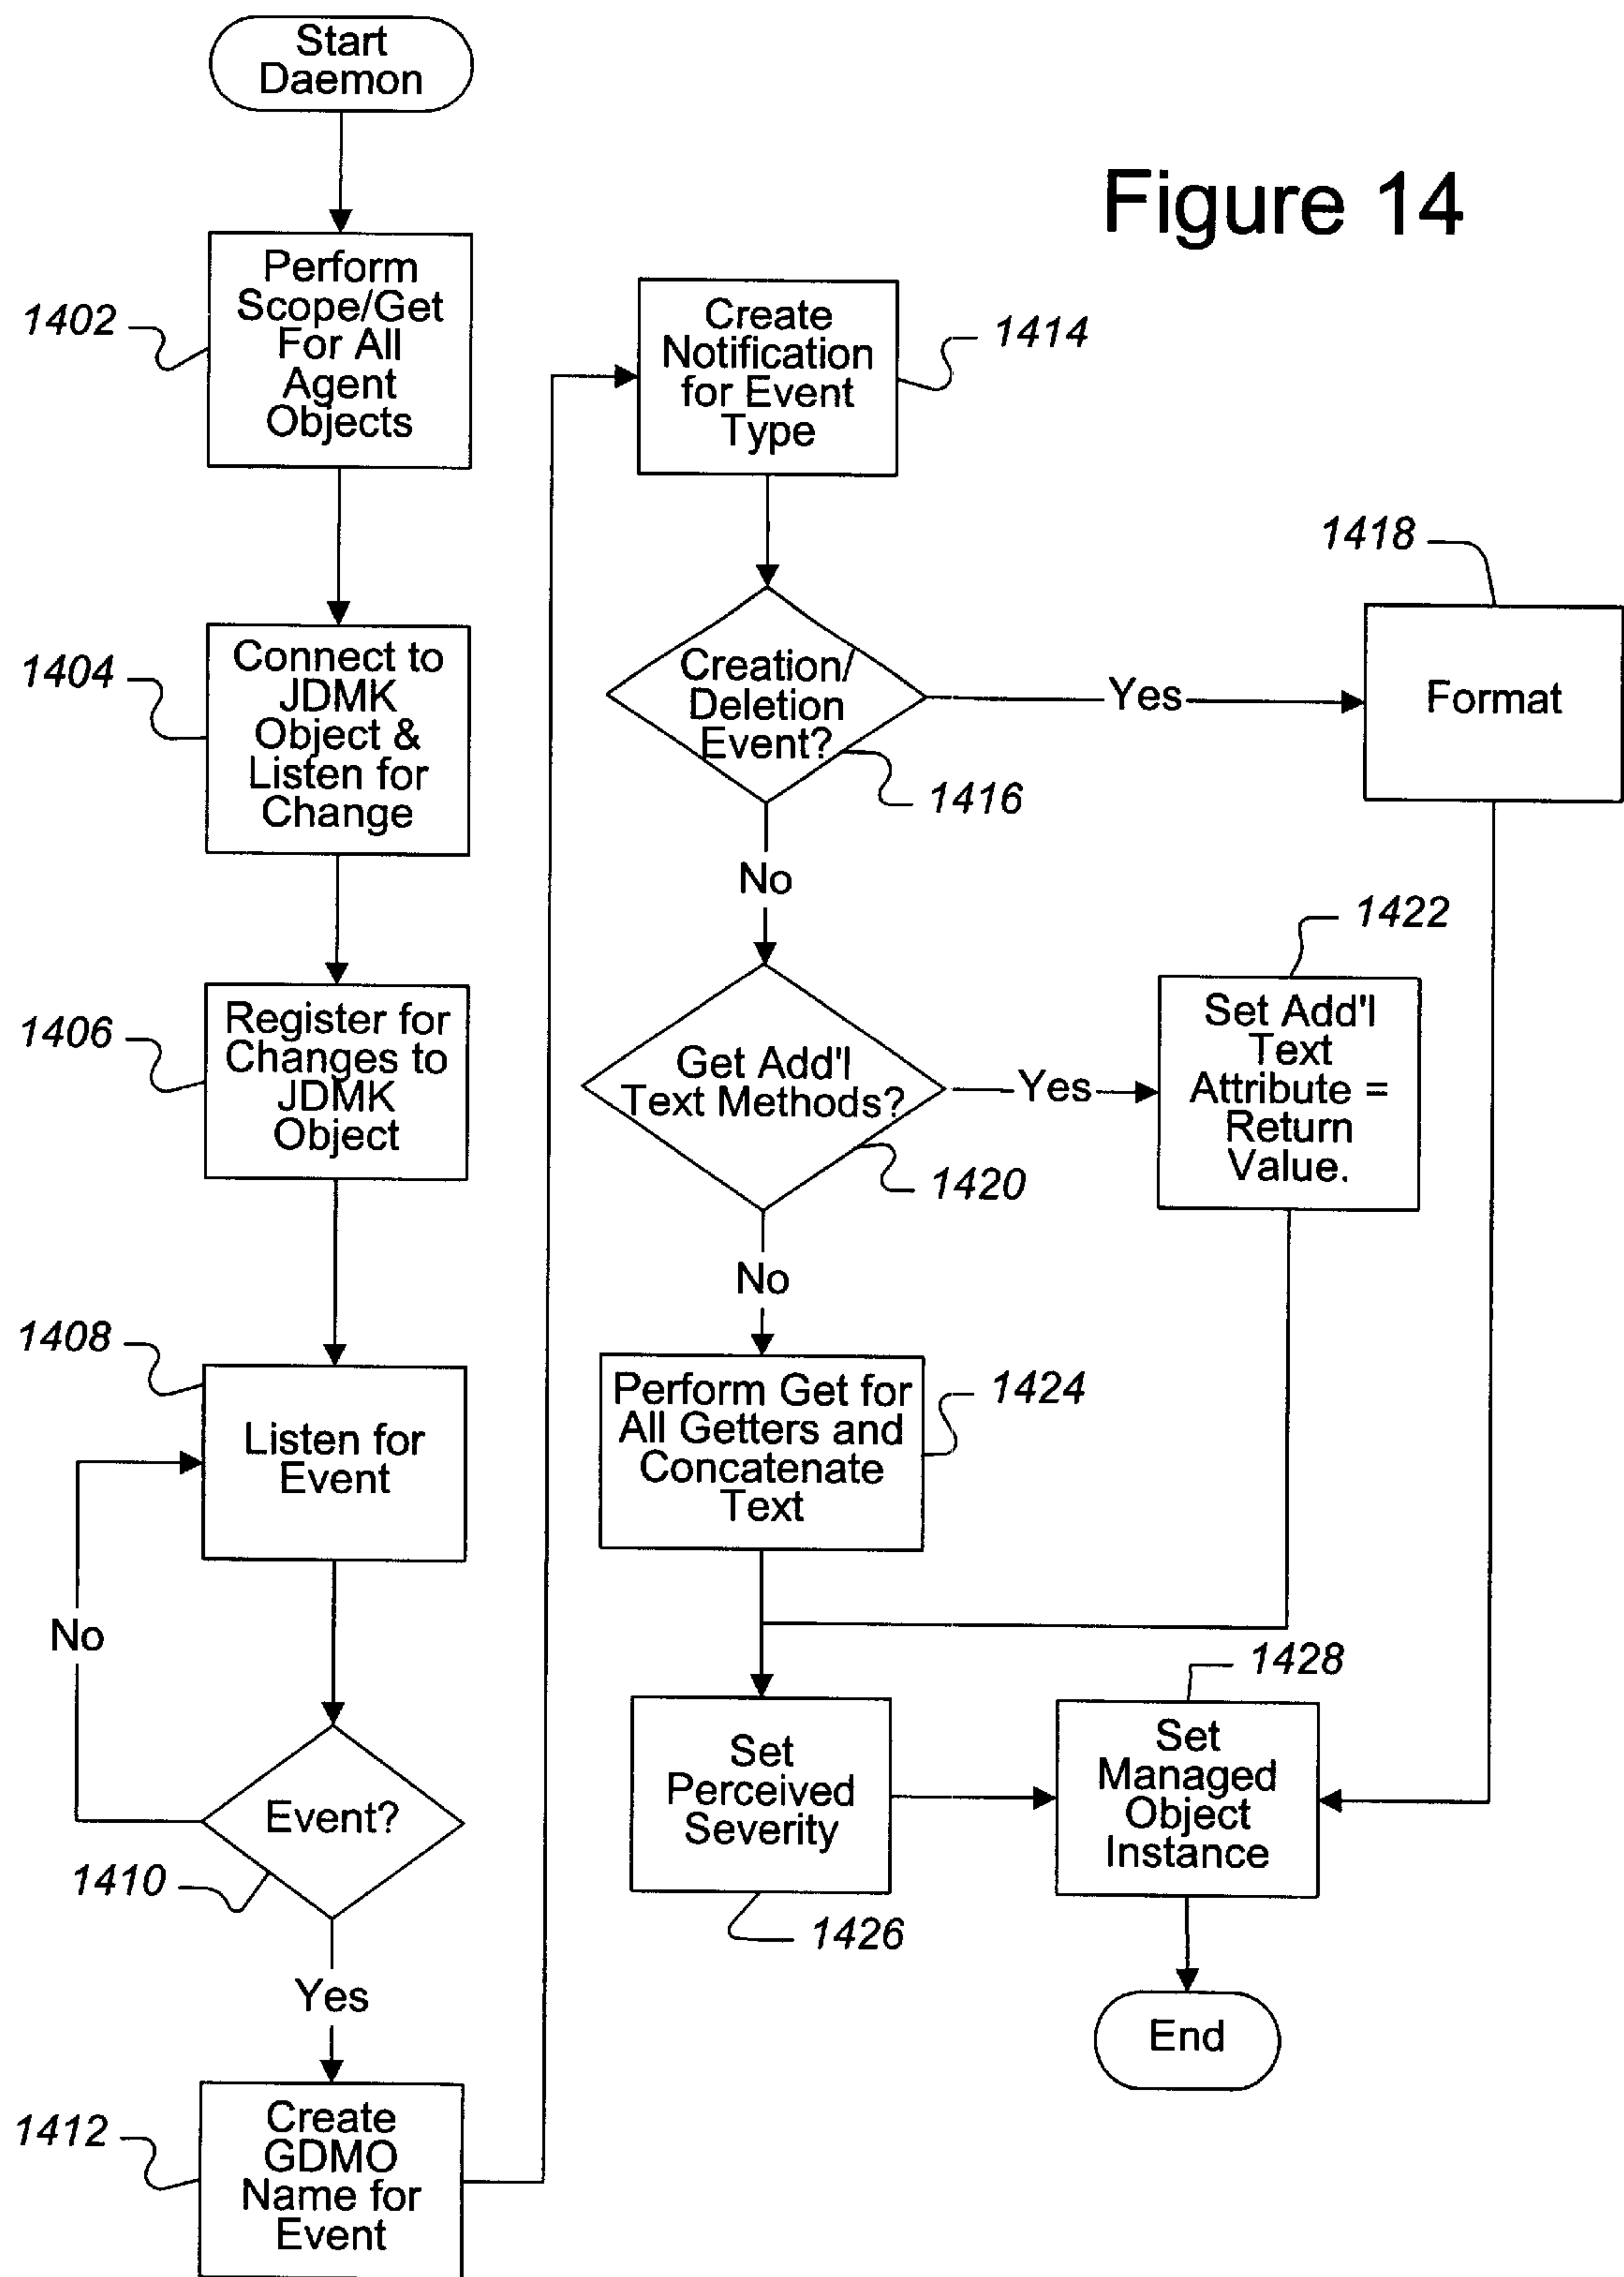 Start
Daemon
Figure 14
1402
Perform
Scope/Get
For All
Agent
Objects
1404
Connect to
JDMK
Object &
Listen for
Change
1406
Register for
Changes to
JDMK
Object
1408
Listen for
Event
No
Event?
1410
Yes
1412
Create
GDMO
Name for
Event
Create
Notification
for Event
Type
1414
Creation/
Deletion
Event?
1416
Yes
1418
Format
No
Get Add'l
Text Methods?
1420
Yes
1422
Set Add'l
Text
Attribute =
Return
Value.
No
Perform Get for
All Getters and
Concatenate
Text
1424
Set
Perceived
Severity
1426
1428
Set
Managed
Object
Instance
End